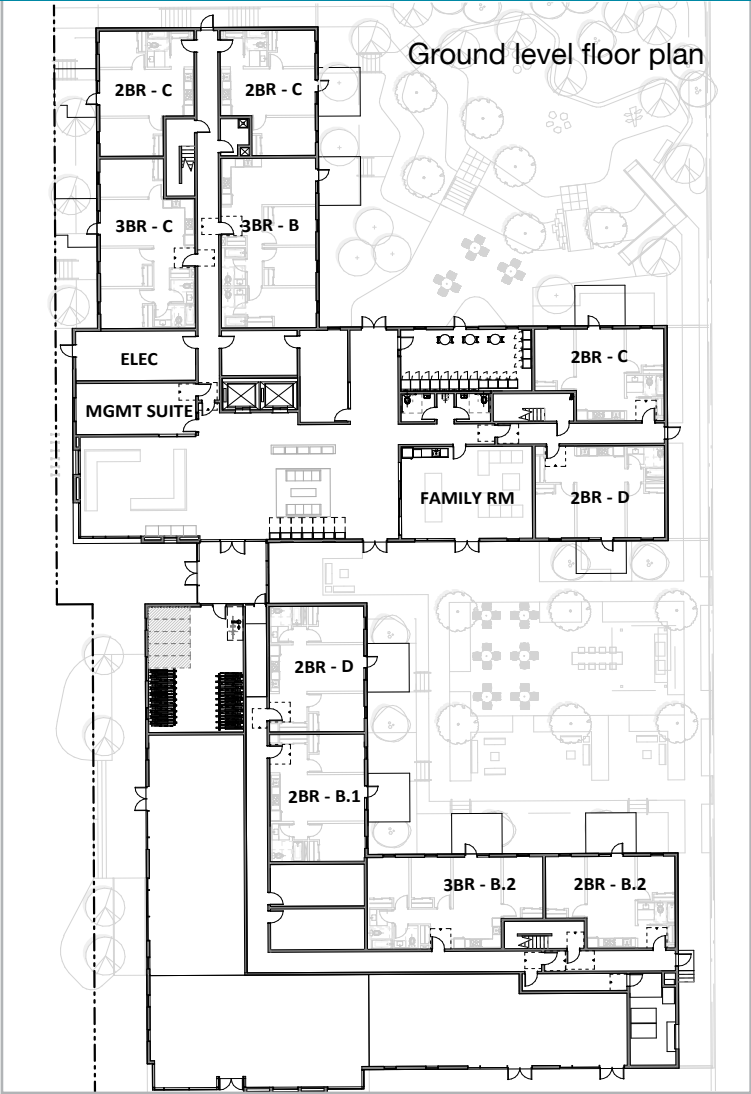 Ground level floor plan
2BR - C
2BR - C
3BR - C
3BR - B
ELEC
MGMT SUITE
2BR - C
FAMILY RM
2BR - D
2BR - D
2BR - B.1
3BR - B.2
2BR - B.2